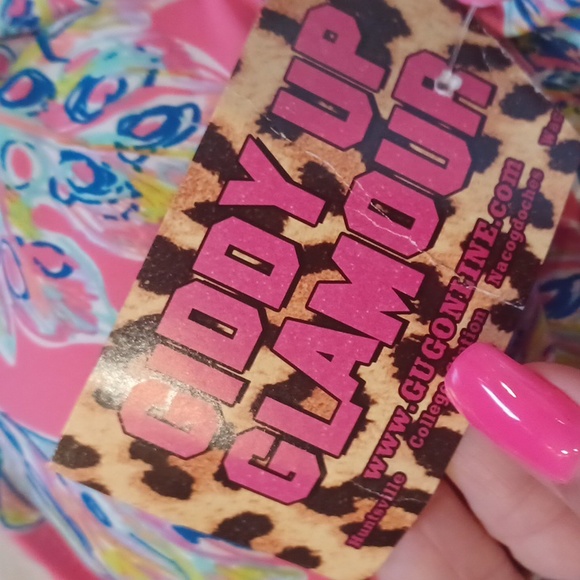 GIDDY UP
GLAMOUR
www.GUGONLINE.com
Huntsville College Station Nacogdoches